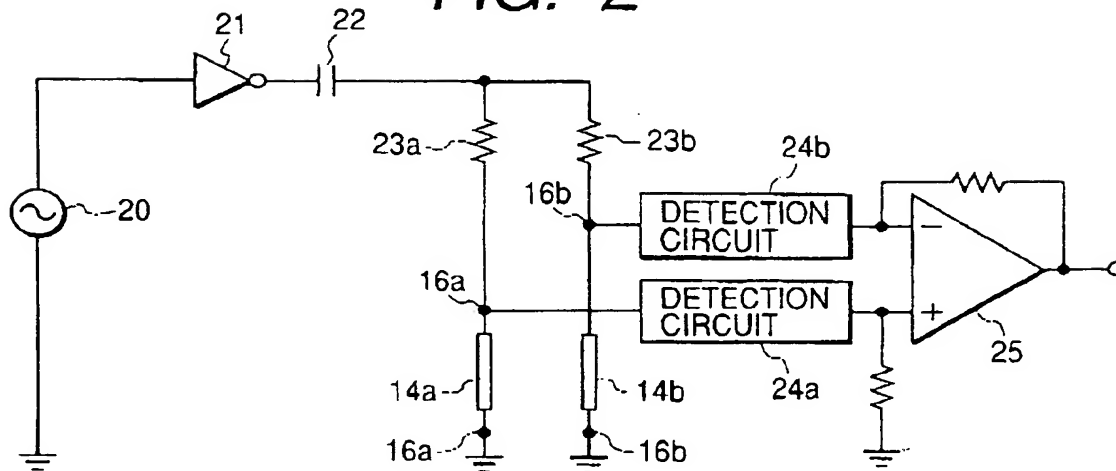 FIG. 2
21
22
23a
23b
20
16b
24b
DETECTION
CIRCUIT
−
16a
DETECTION
CIRCUIT
+
25
14a
14b
24a
16a
16b